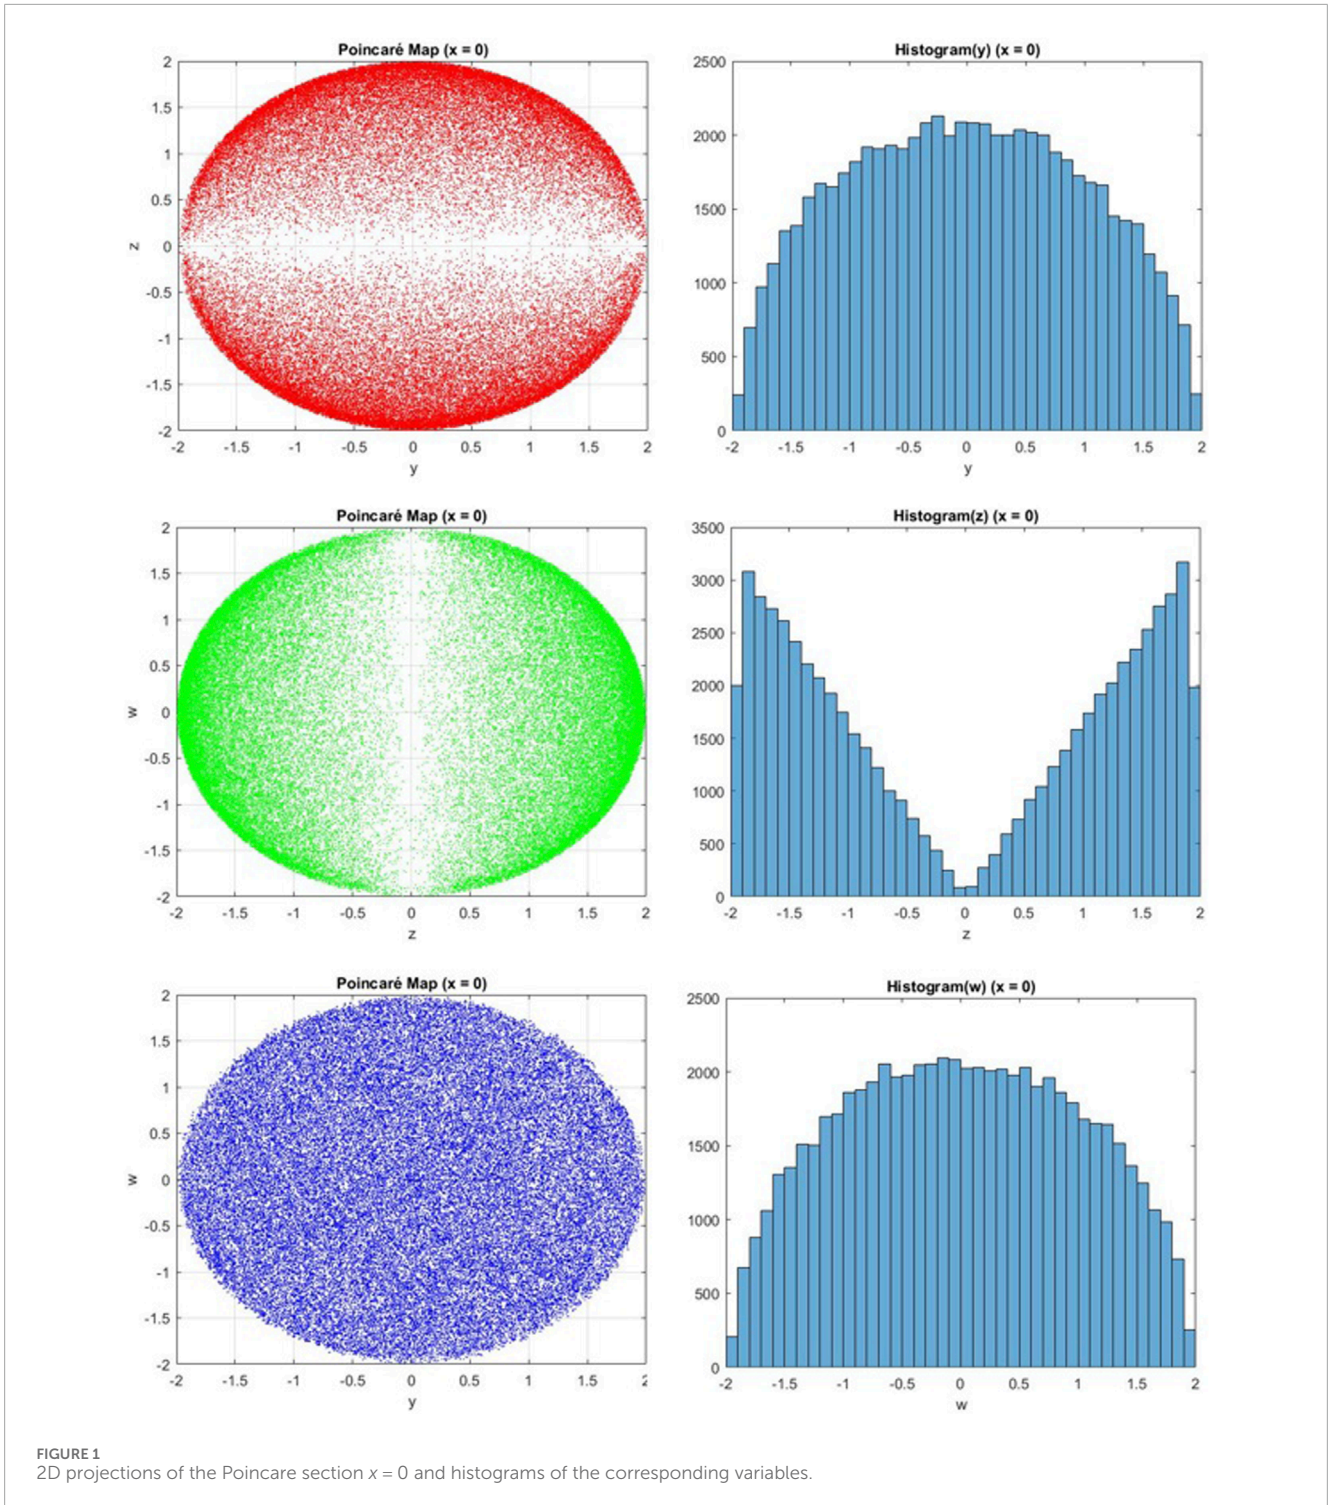 Poincaré Map (x = 0)
2
1.5
1
0.5
0
-0.5
-1
-1.5
-2
z
-2 -1.5 -1 -0.5 0 0.5 1 1.5 2
y
Histogram(y) (x = 0)
2500
2000
1500
1000
500
0
-2 -1.5 -1 -0.5 0 0.5 1 1.5 2
y
Poincaré Map (x = 0)
2
1.5
1
0.5
0
-0.5
-1
-1.5
-2
w
-2 -1.5 -1 -0.5 0 0.5 1 1.5 2
z
Histogram(z) (x = 0)
3500
3000
2500
2000
1500
1000
500
0
-2 -1.5 -1 -0.5 0 0.5 1 1.5 2
z
Poincaré Map (x = 0)
2
1.5
1
0.5
0
-0.5
-1
-1.5
-2
w
-2 -1.5 -1 -0.5 0 0.5 1 1.5 2
y
Histogram(w) (x = 0)
2500
2000
1500
1000
500
0
-2 -1.5 -1 -0.5 0 0.5 1 1.5 2
w
FIGURE 1
2D projections of the Poincare section x = 0 and histograms of the corresponding variables.